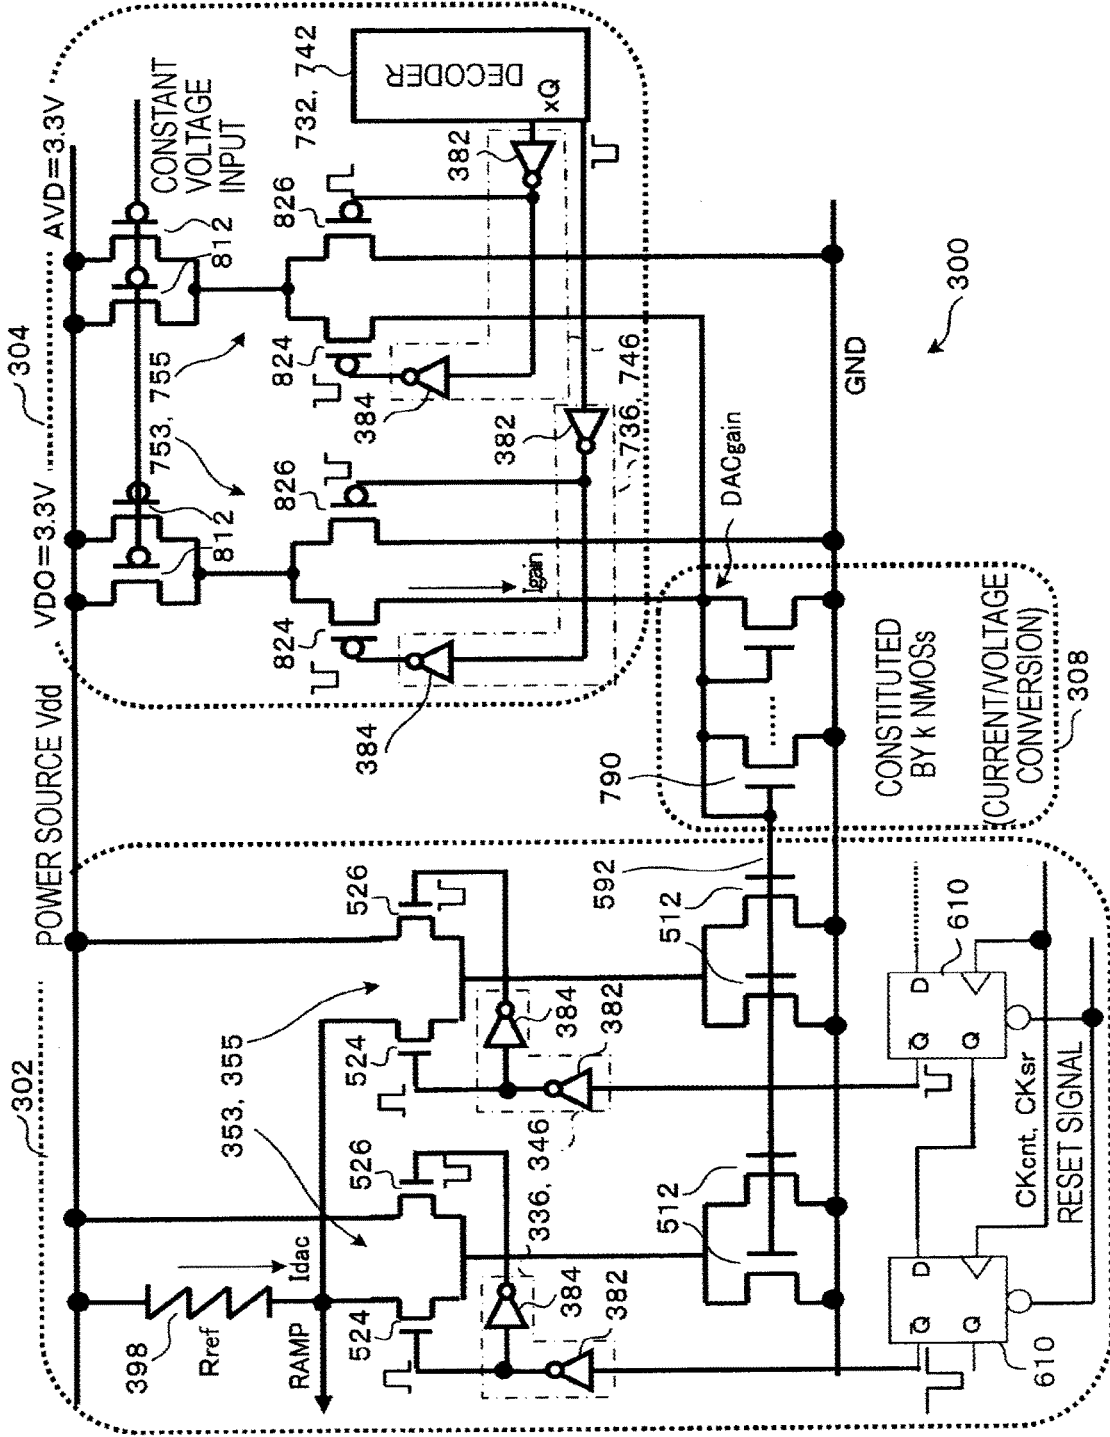 302
304
POWER SOURCE Vdd
VDO=3.3V
AVD=3.3V
CONSTANT
VOLTAGE
INPUT
812
812
812
812
753, 755
824
826
824
826
384
384
382
382
DECODER
xQ
732, 742
736, 746
Igain
DACgain
GND
300
398
Rref
Idac
RAMP
353, 355
524
526
524
526
384
384
382
382
336, 346
512
512
592
790
CONSTITUTED
BY k NMOSs
(CURRENT/VOLTAGE
CONVERSION)
308
D
Q
Q
610
D
Q
Q
610
CKcnt, CKsr
RESET SIGNAL